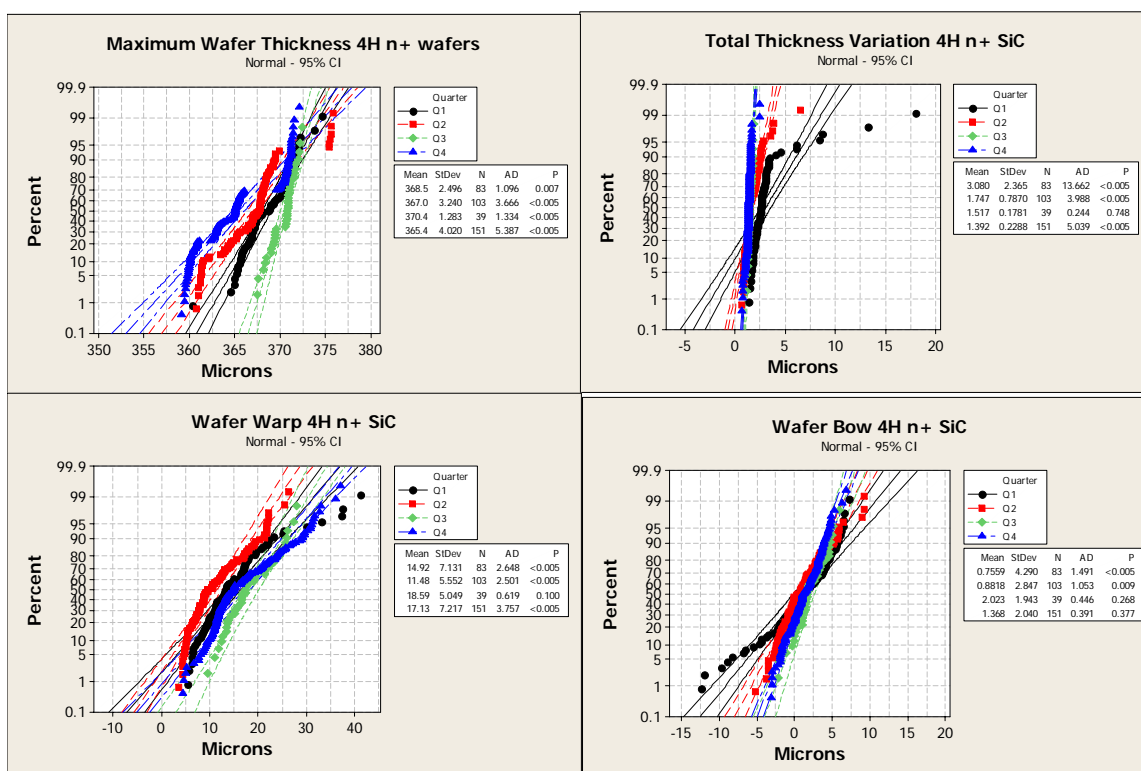 Maximum Wafer Thickness 4H n+ wafers
Normal - 95% CI
99.9
99
95
90
80
70
60
50
40
30
20
10
5
1
0.1
Percent
350
355
360
365
370
375
380
Microns
Quarter
Q1
Q2
Q3
Q4
Mean StDev N AD P
368.5 2.496 83 1.096 0.007
367.0 3.240 103 3.666 <0.005
370.4 1.283 39 1.334 <0.005
365.4 4.020 151 5.387 <0.005
Total Thickness Variation 4H n+ SiC
Normal - 95% CI
99.9
99
95
90
80
70
60
50
40
30
20
10
5
1
0.1
Percent
-5
0
5
10
15
20
Microns
Quarter
Q1
Q2
Q3
Q4
Mean StDev N AD P
3.080 2.365 83 13.662 <0.005
1.747 0.7870 103 3.988 <0.005
1.517 0.1781 39 0.244 0.748
1.392 0.2288 151 5.039 <0.005
Wafer Warp 4H n+ SiC
Normal - 95% CI
99.9
99
95
90
80
70
60
50
40
30
20
10
5
1
0.1
Percent
-10
0
10
20
30
40
Microns
Quarter
Q1
Q2
Q3
Q4
Mean StDev N AD P
14.92 7.131 83 2.648 <0.005
11.48 5.552 103 2.501 <0.005
18.59 5.049 39 0.619 0.100
17.13 7.217 151 3.757 <0.005
Wafer Bow 4H n+ SiC
Normal - 95% CI
99.9
99
95
90
80
70
60
50
40
30
20
10
5
1
0.1
Percent
-15
-10
-5
0
5
10
15
20
Microns
Quarter
Q1
Q2
Q3
Q4
Mean StDev N AD P
0.7559 4.290 83 1.491 <0.005
0.8818 2.847 103 1.053 0.009
2.023 1.943 39 0.446 0.268
1.368 2.040 151 0.391 0.377